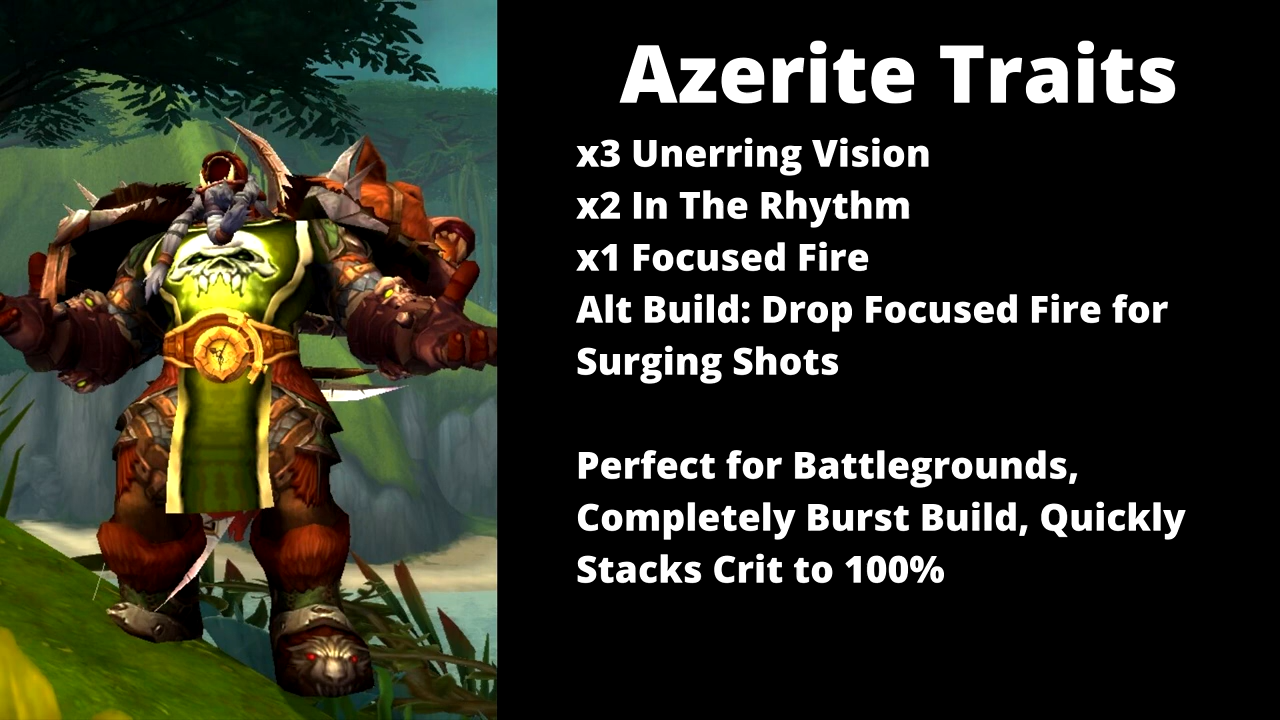 Azerite Traits
x3 Unerring Vision
x2 In The Rhythm
x1 Focused Fire
Alt Build: Drop Focused Fire for
Surging Shots
Perfect for Battlegrounds,
Completely Burst Build, Quickly
Stacks Crit to 100%